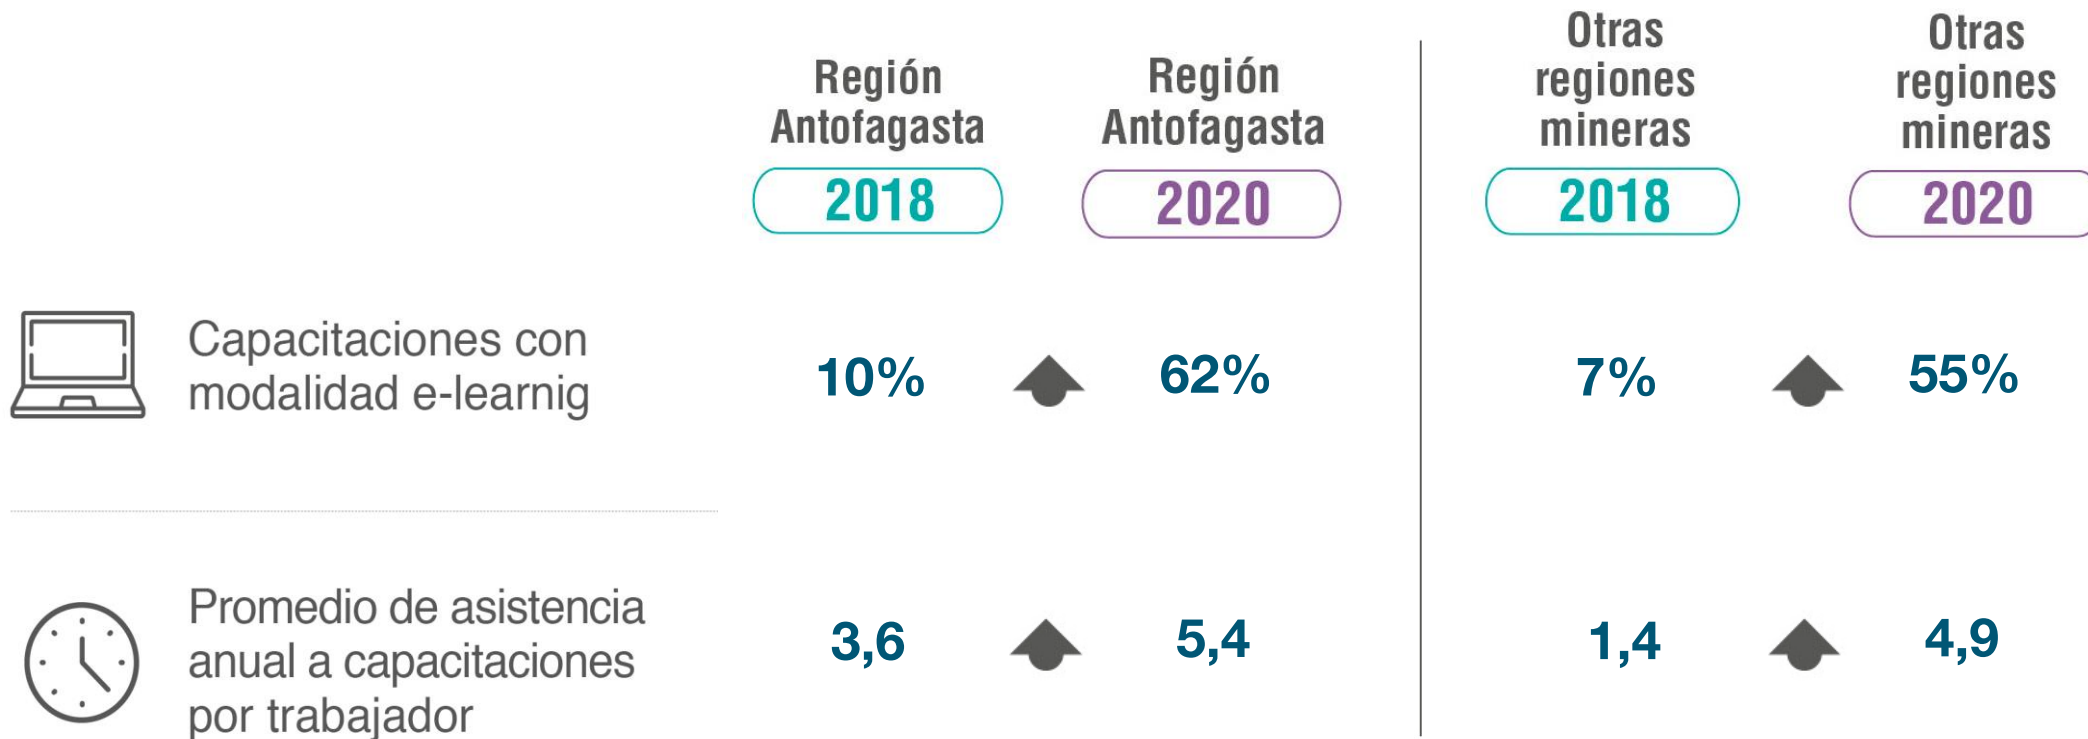 Región
Antofagasta
2018
Región
Antofagasta
2020
Otras
regiones
mineras
2018
Otras
regiones
mineras
2020
Capacitaciones con
modalidad e-learnig
10%
62%
7%
55%
Promedio de asistencia
anual a capacitaciones
por trabajador
3,6
5,4
1,4
4,9